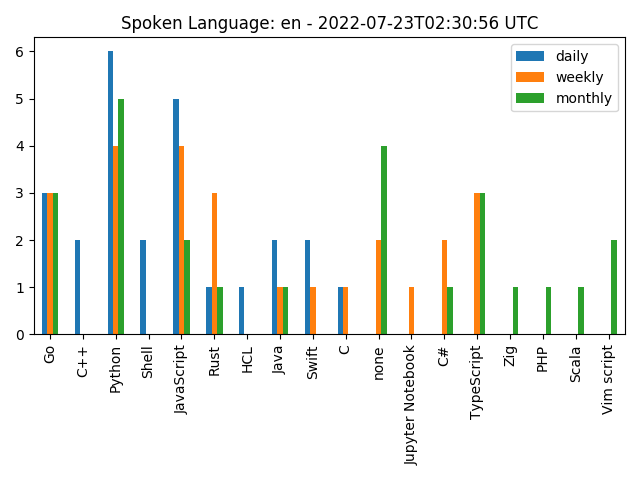 Spoken Language: en - 2022-07-23T02:30:56 UTC
daily
weekly
monthly
6
5
4
3
2
1
0
Go
C++
Python
Shell
JavaScript
Rust
HCL
Java
Swift
C
none
Jupyter Notebook
C#
TypeScript
Zig
PHP
Scala
Vim script